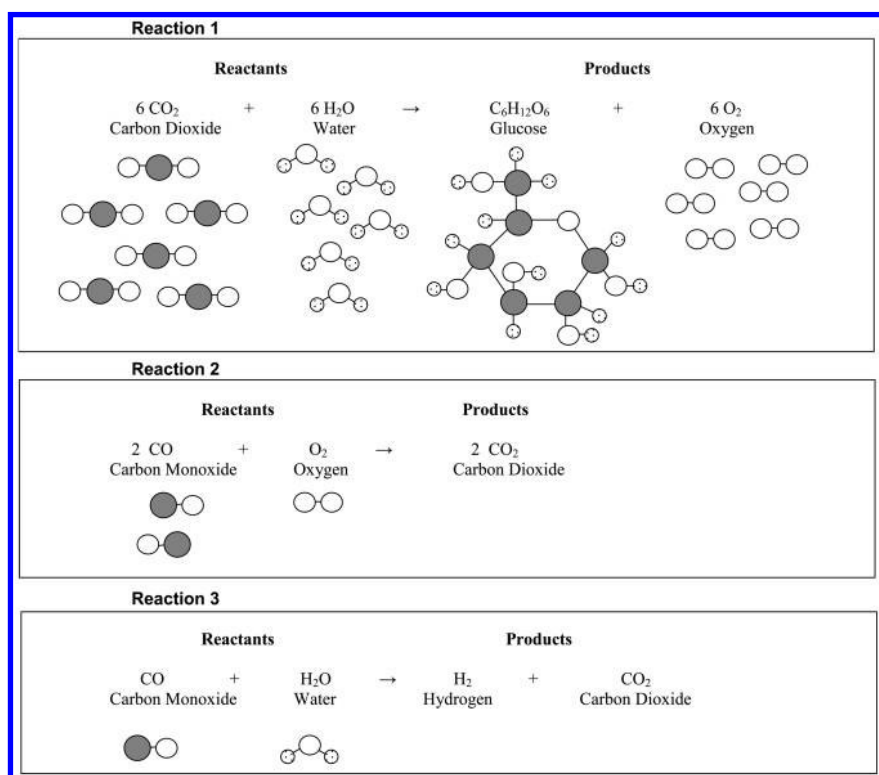 Reaction 1
Reactants Products
6 CO₂ + 6 H₂O → C₆H₁₂O₆ + 6 O₂
Carbon Dioxide Water Glucose Oxygen
Reaction 2
Reactants Products
2 CO + O₂ → 2 CO₂
Carbon Monoxide Oxygen Carbon Dioxide
Reaction 3
Reactants Products
CO + H₂O → H₂ + CO₂
Carbon Monoxide Water Hydrogen Carbon Dioxide